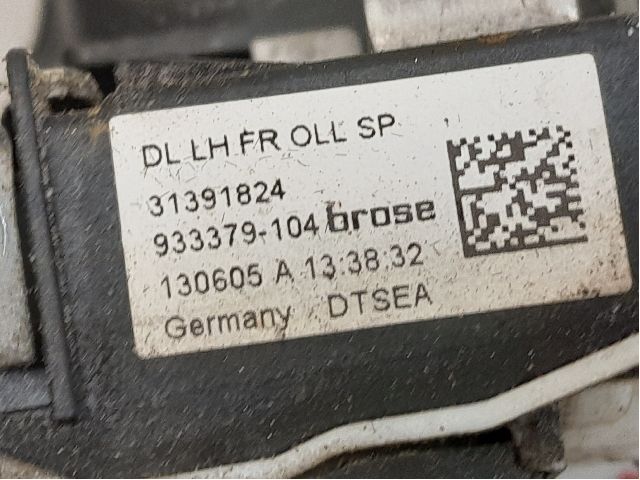 DL LH FR OLL SP
31391824
933379-104 brose
130605 A 13:38:32
Germany DTSEA